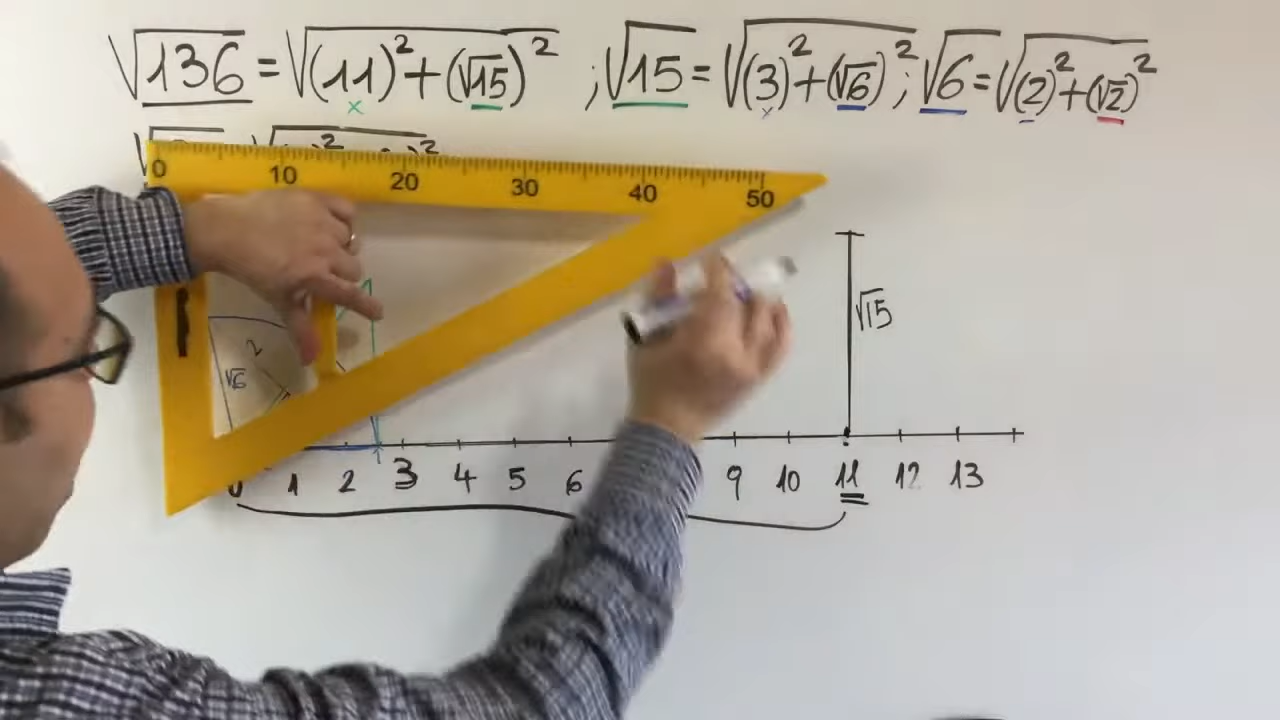 √136 = √(11)² + (√15)² ; √15 = √(3)² + (√6)² ; √6 = √(2)² + (√2)²
0 10 20 30 40 50
√15
2
√6
1 2 3 4 5 6 9 10 11 12 13